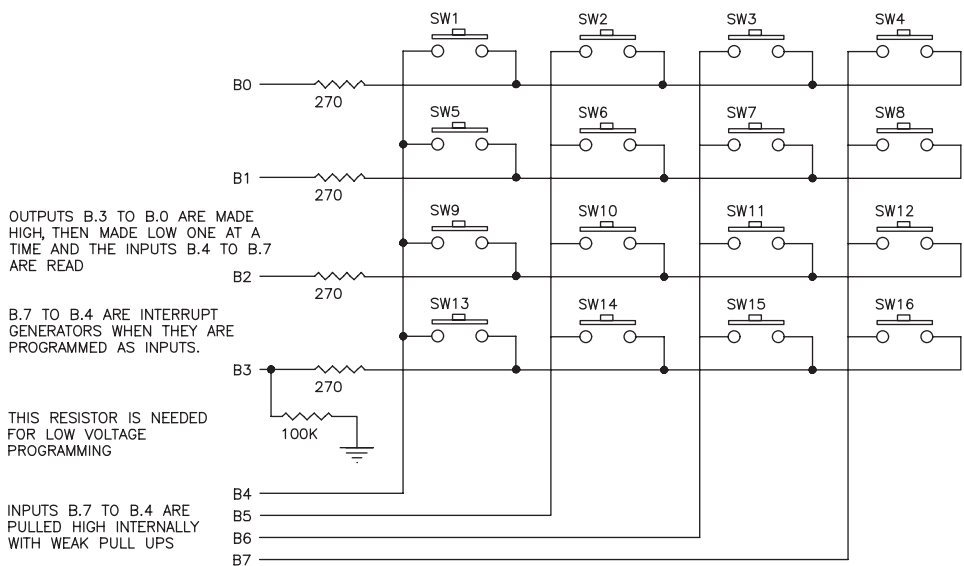 SW1 SW2 SW3 SW4
B0
270
SW5 SW6 SW7 SW8
B1
270
OUTPUTS B.3 TO B.0 ARE MADE
HIGH, THEN MADE LOW ONE AT A
TIME AND THE INPUTS B.4 TO B.7
ARE READ
SW9 SW10 SW11 SW12
B2
270
B.7 TO B.4 ARE INTERRUPT
GENERATORS WHEN THEY ARE
PROGRAMMED AS INPUTS.
SW13 SW14 SW15 SW16
B3
270
THIS RESISTOR IS NEEDED
FOR LOW VOLTAGE
PROGRAMMING
100K
B4
INPUTS B.7 TO B.4 ARE
PULLED HIGH INTERNALLY
WITH WEAK PULL UPS
B5
B6
B7